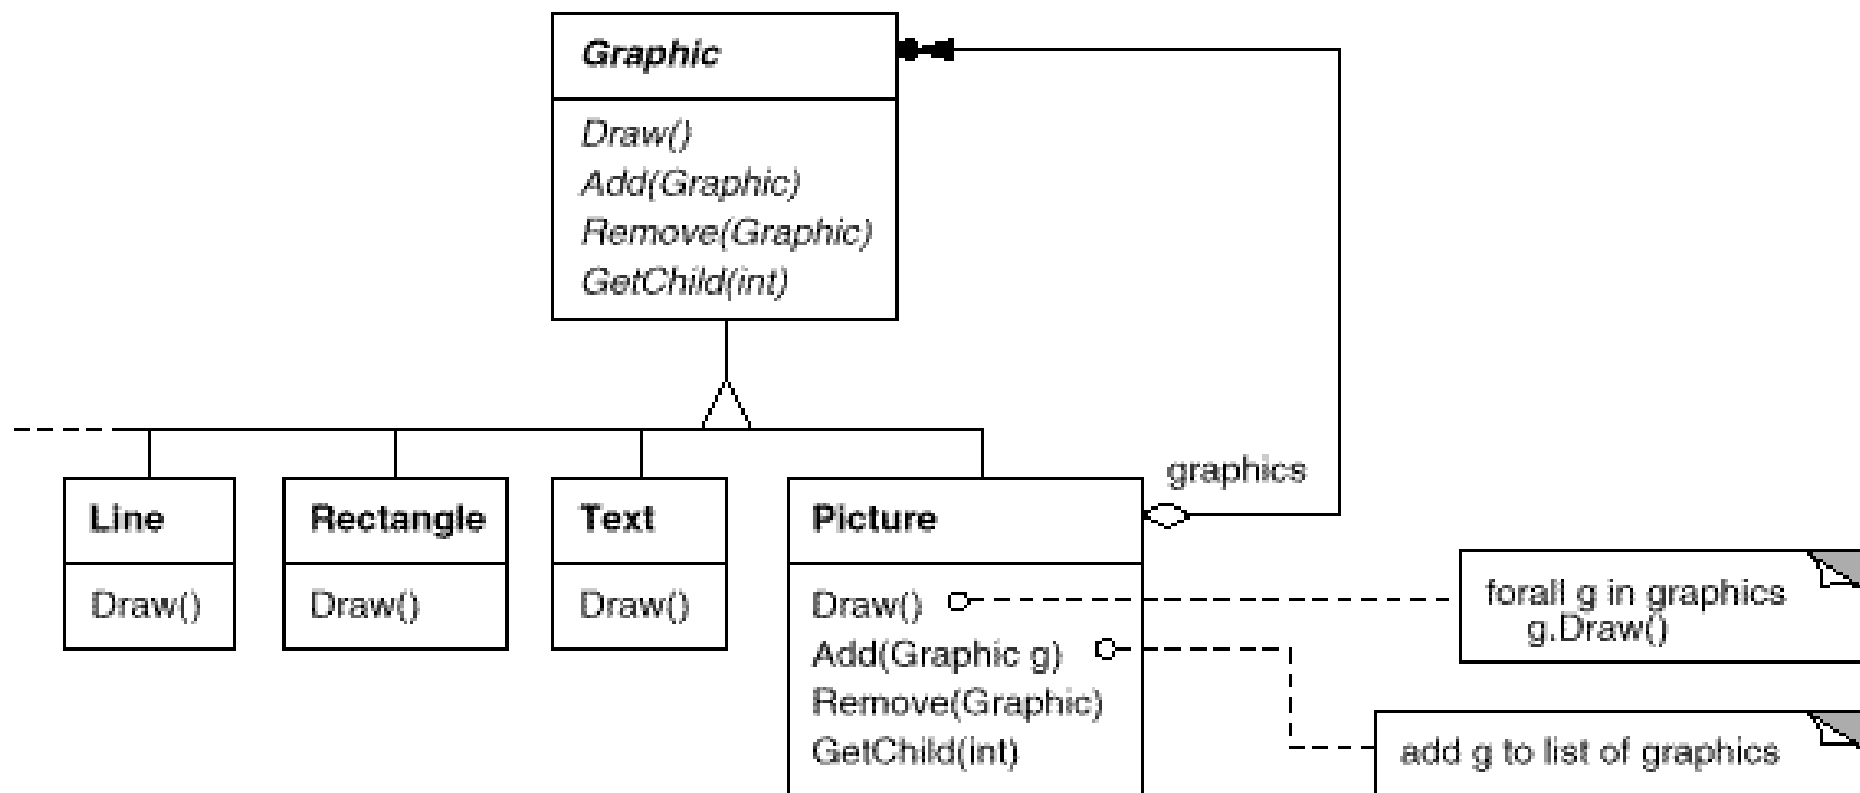 Graphic
Draw()
Add(Graphic)
Remove(Graphic)
GetChild(int)
graphics
Line
Draw()
Rectangle
Draw()
Text
Draw()
Picture
Draw()
Add(Graphic g)
Remove(Graphic)
GetChild(int)
forall g in graphics
g.Draw()
add g to list of graphics